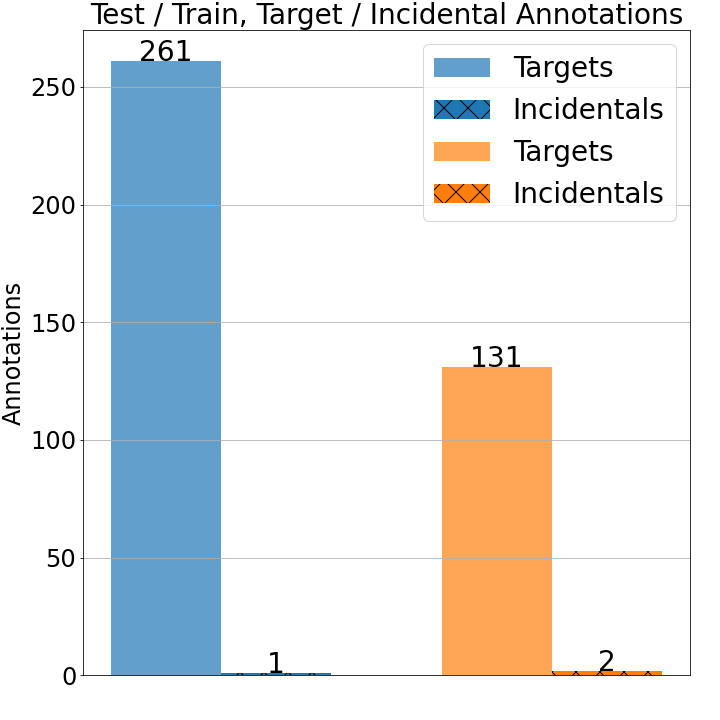 Test / Train, Target / Incidental Annotations
261
Targets
Incidentals
Targets
Incidentals
250
200
150
131
100
50
1
2
0
Annotations